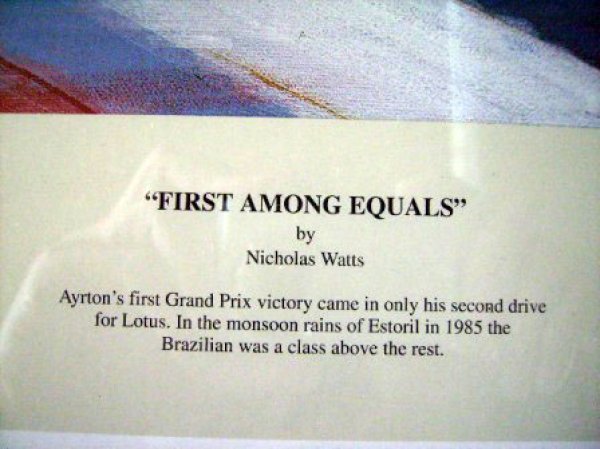 “FIRST AMONG EQUALS”
by
Nicholas Watts
Ayrton’s first Grand Prix victory came in only his second drive
for Lotus. In the monsoon rains of Estoril in 1985 the
Brazilian was a class above the rest.